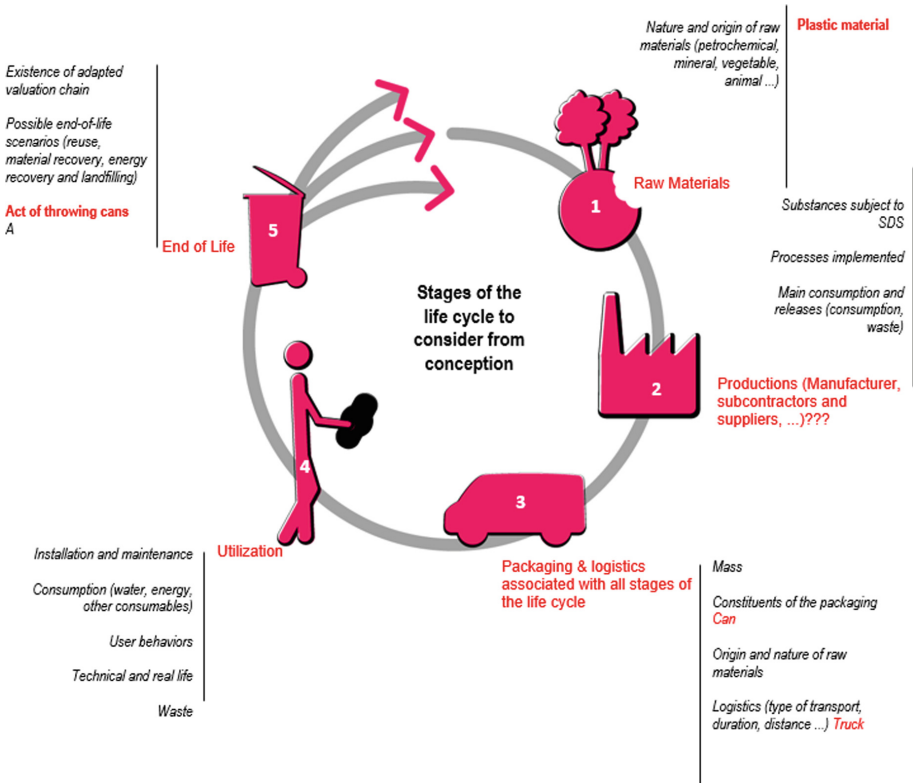 Nature and origin of raw
materials (petrochemical,
mineral, vegetable,
animal ...)
Plastic material
Raw Materials
1
Substances subject to
SDS
Processes implemented
Main consumption and
releases (consumption,
waste)
2
Productions (Manufacturer,
subcontractors and
suppliers, ...)???
3
Packaging & logistics
associated with all stages of
the life cycle
Mass
Constituents of the packaging
Can
Origin and nature of raw
materials
Logistics (type of transport,
duration, distance ...) Truck
4
Utilization
Installation and maintenance
Consumption (water, energy,
other consumables)
User behaviors
Technical and real life
Waste
5
End of Life
Existence of adapted
valuation chain
Possible end-of-life
scenarios (reuse,
material recovery, energy
recovery and landfilling)
Act of throwing cans
A
Stages of the
life cycle to
consider from
conception